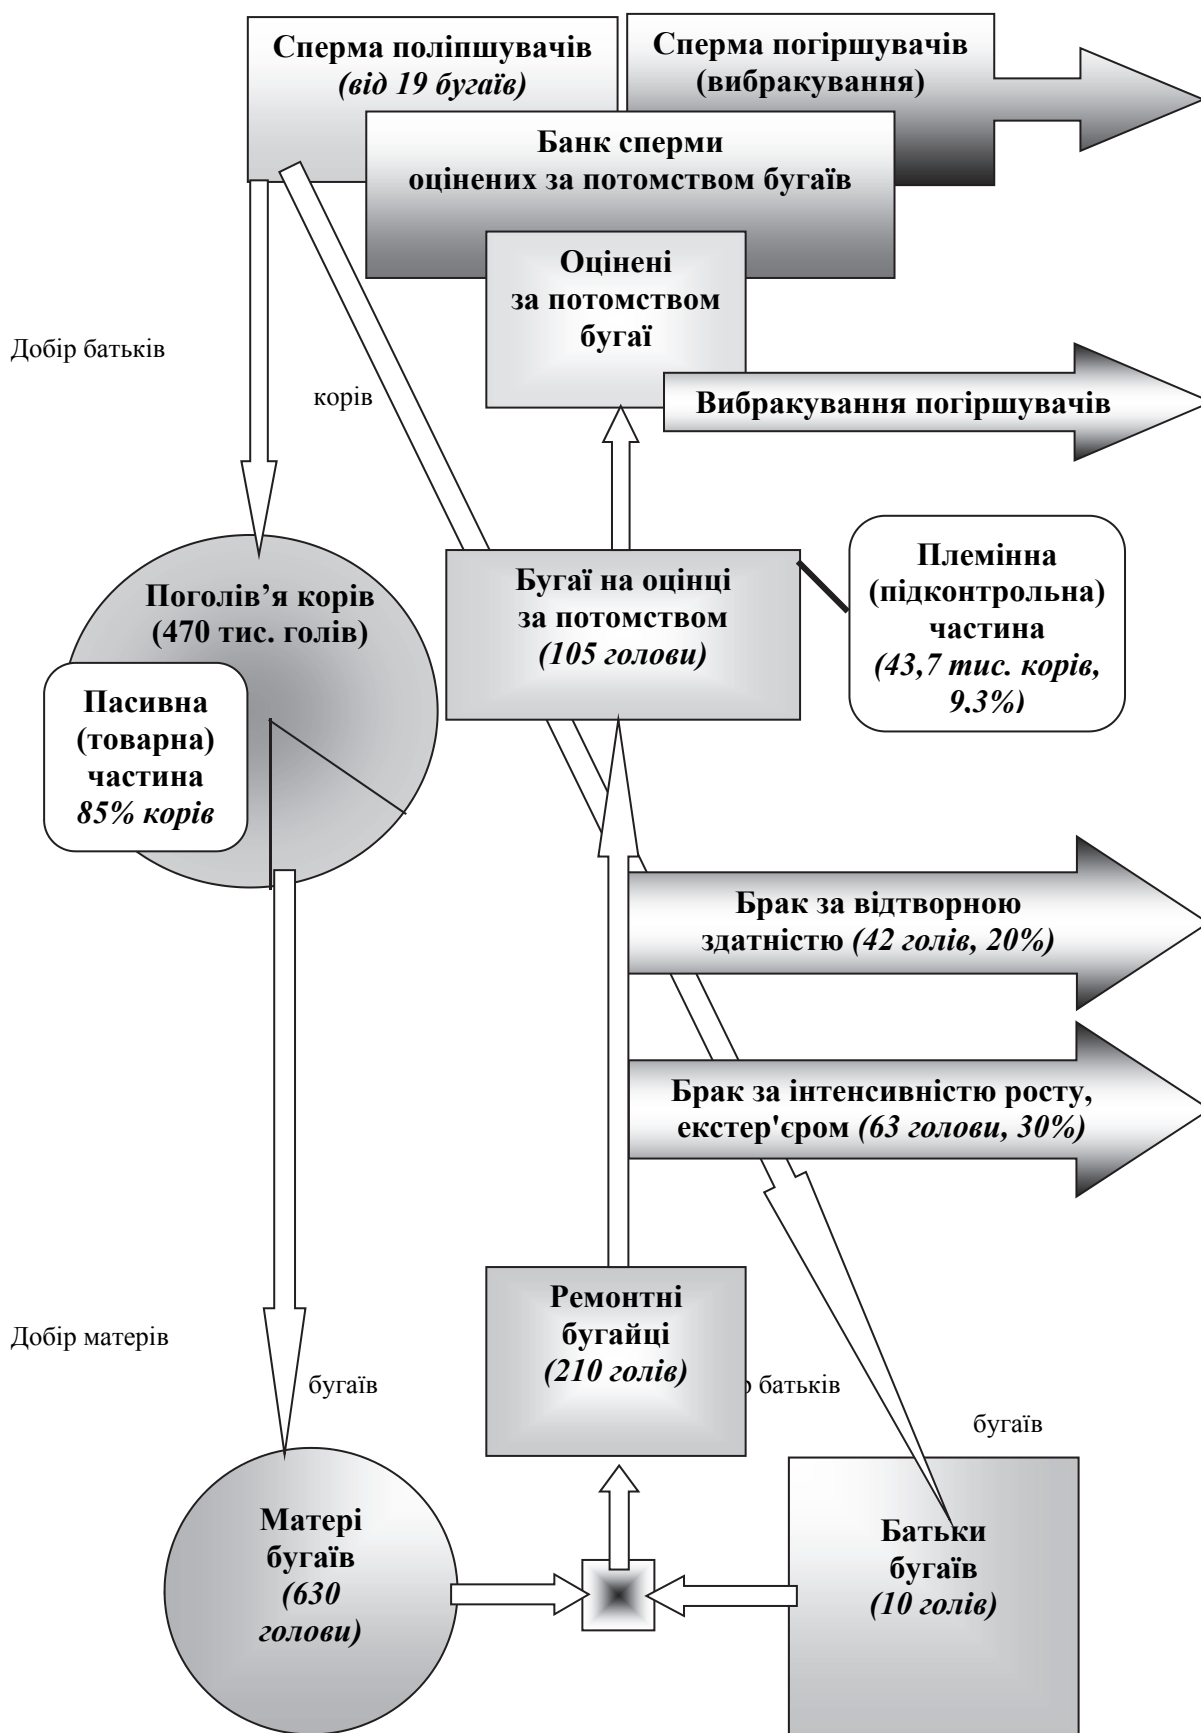 Сперма поліпшувачів
(від 19 бугаїв)
Сперма погіршувачів
(вибракування)
Банк сперми
оцінених за потомством бугаїв
Оцінені
за потомством
бугаї
Добір батьків
корів
Вибракування погіршувачів
Поголів’я корів
(470 тис. голів)
Бугаї на оцінці
за потомством
(105 голови)
Племінна
(підконтрольна)
частина
(43,7 тис. корів,
9,3%)
Пасивна
(товарна)
частина
85% корів
Брак за відтворною
здатністю (42 голів, 20%)
Брак за інтенсивністю росту,
екстер'єром (63 голови, 30%)
Ремонтні
бугайці
(210 голів)
Добір матерів
бугаїв
р батьків
бугаїв
Матері
бугаїв
(630
голови)
Батьки
бугаїв
(10 голів)